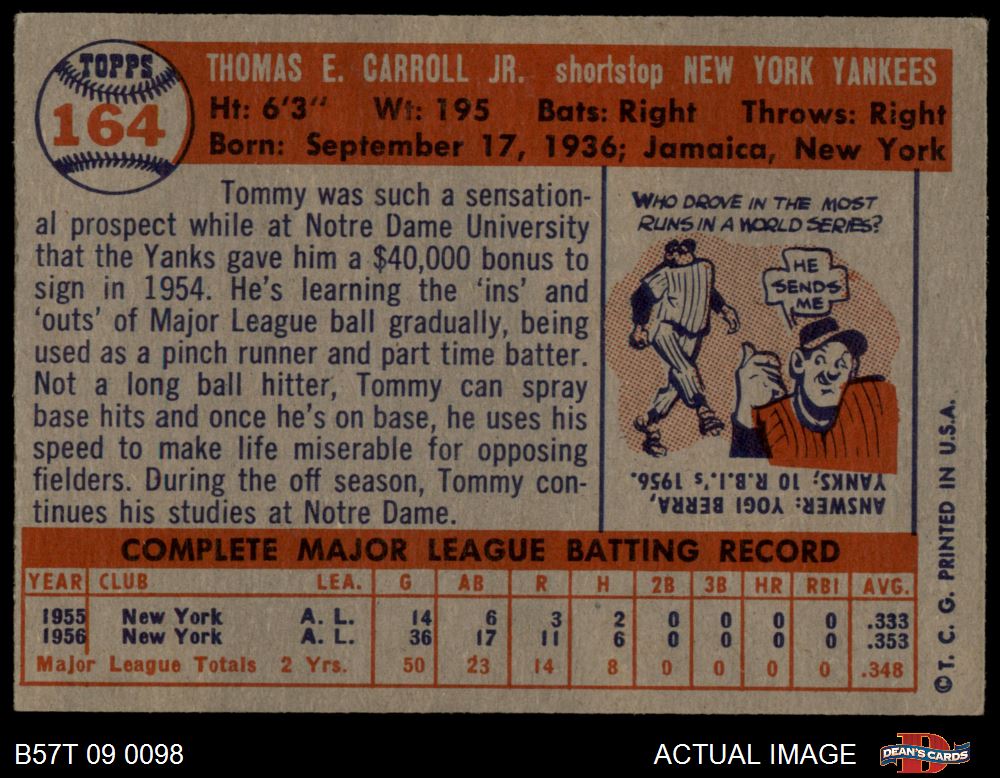 TOPPS
164
THOMAS E. CARROLL JR. shortstop NEW YORK YANKEES
Ht: 6'3" Wt: 195 Bats: Right Throws: Right
Born: September 17, 1936; Jamaica, New York
Tommy was such a sensation-
al prospect while at Notre Dame University
that the Yanks gave him a $40,000 bonus to
sign in 1954. He's learning the 'ins' and
'outs' of Major League ball gradually, being
used as a pinch runner and part time batter.
Not a long ball hitter, Tommy can spray
base hits and once he's on base, he uses his
speed to make life miserable for opposing
fielders. During the off season, Tommy con-
tinues his studies at Notre Dame.
WHO DROVE IN THE MOST
RUNS IN A WORLD SERIES?
HE
SENDS
ME
ANSWER: YOGI BERRA,
YANKS; 10 R.B.I.'s 1956.
COMPLETE MAJOR LEAGUE BATTING RECORD
YEAR CLUB LEA. G AB R H 2B 3B HR RBI AVG.
1955 New York A. L. 14 6 3 2 0 0 0 0 .333
1956 New York A. L. 36 17 11 6 0 0 0 0 .353
Major League Totals 2 Yrs. 50 23 14 8 0 0 0 0 .348
©T. C. G. PRINTED IN U.S.A.
B57T 09 0098
ACTUAL IMAGE
DEAN'S CARDS